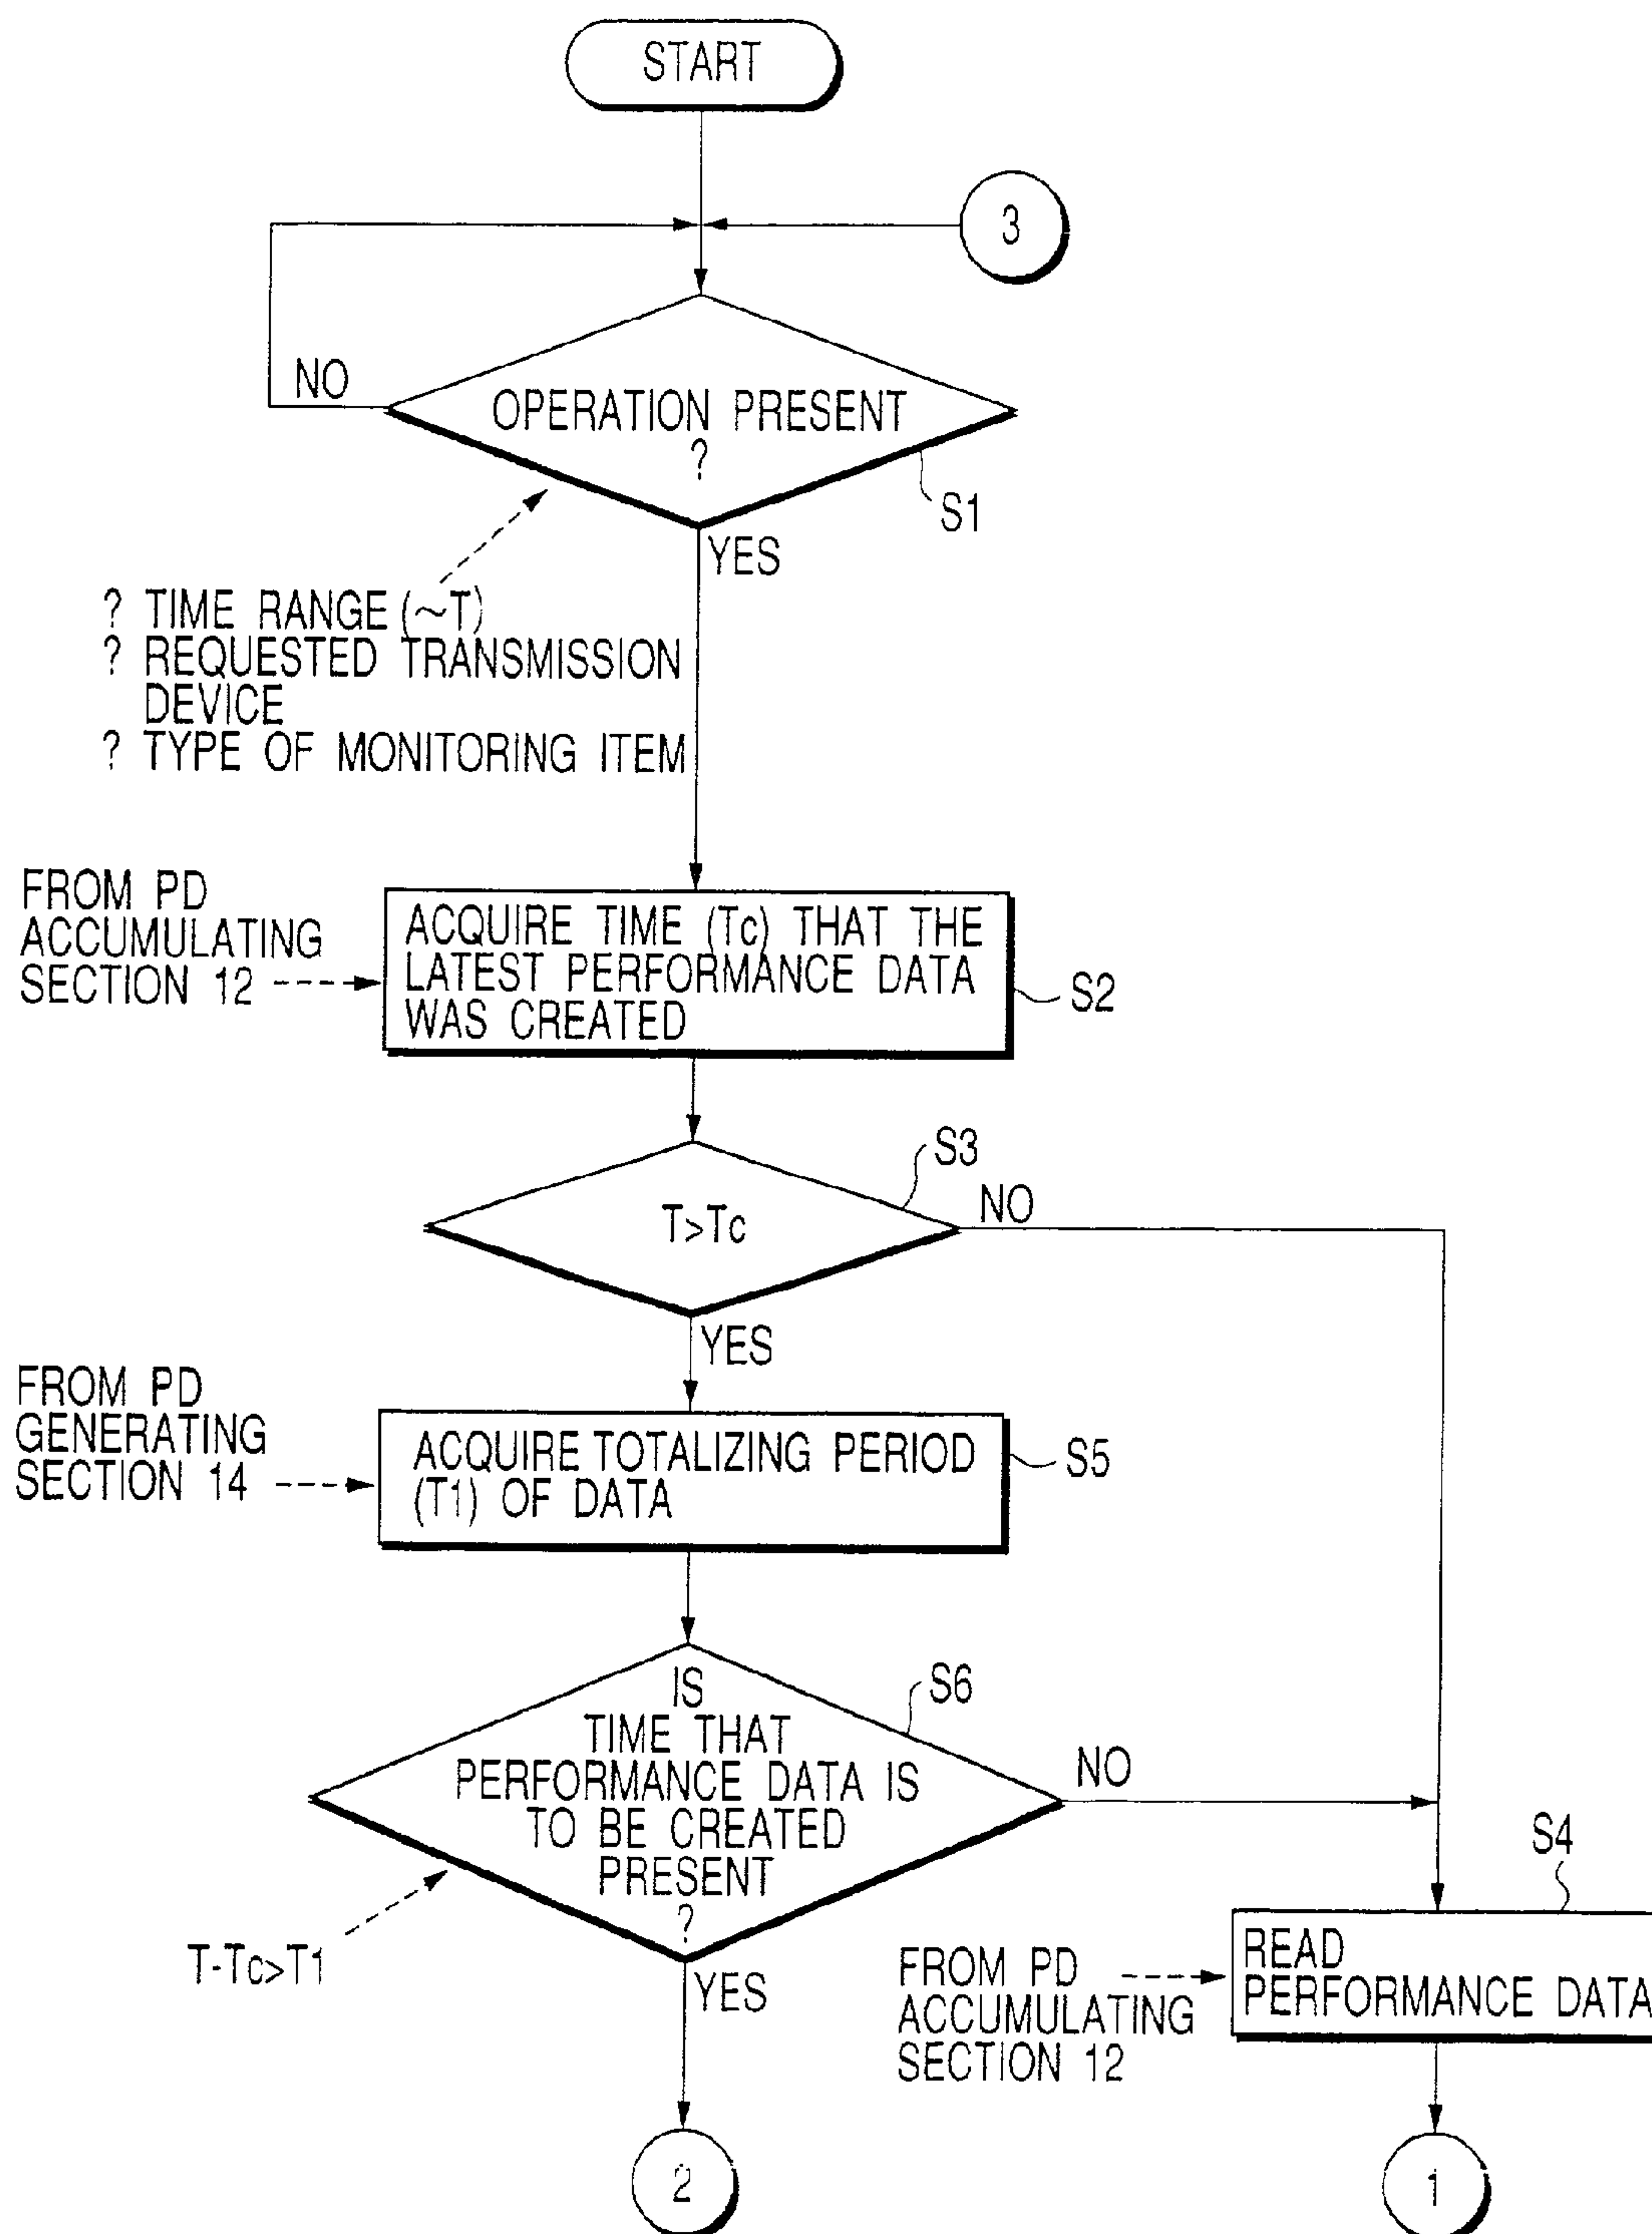 START
3
NO
OPERATION PRESENT
?
S1
YES
? TIME RANGE (~T)
? REQUESTED TRANSMISSION
DEVICE
? TYPE OF MONITORING ITEM
FROM PD
ACCUMULATING
SECTION 12
ACQUIRE TIME (Tc) THAT THE
LATEST PERFORMANCE DATA
WAS CREATED
S2
S3
T>Tc
NO
YES
FROM PD
GENERATING
SECTION 14
ACQUIRE TOTALIZING PERIOD
(T1) OF DATA
S5
IS
TIME THAT
PERFORMANCE DATA IS
TO BE CREATED
PRESENT
?
S6
NO
T-Tc>T1
YES
S4
FROM PD
ACCUMULATING
SECTION 12
READ
PERFORMANCE DATA
2
1